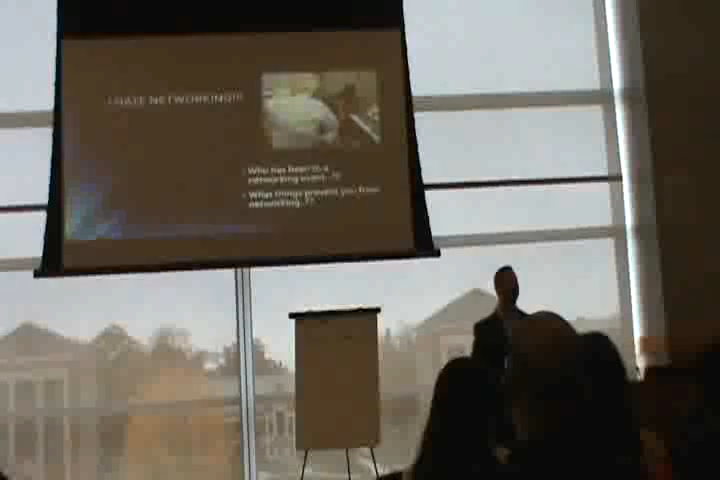 I HATE NETWORKING!!!
Who has been to a
networking event..?
What things prevent you from
networking..??